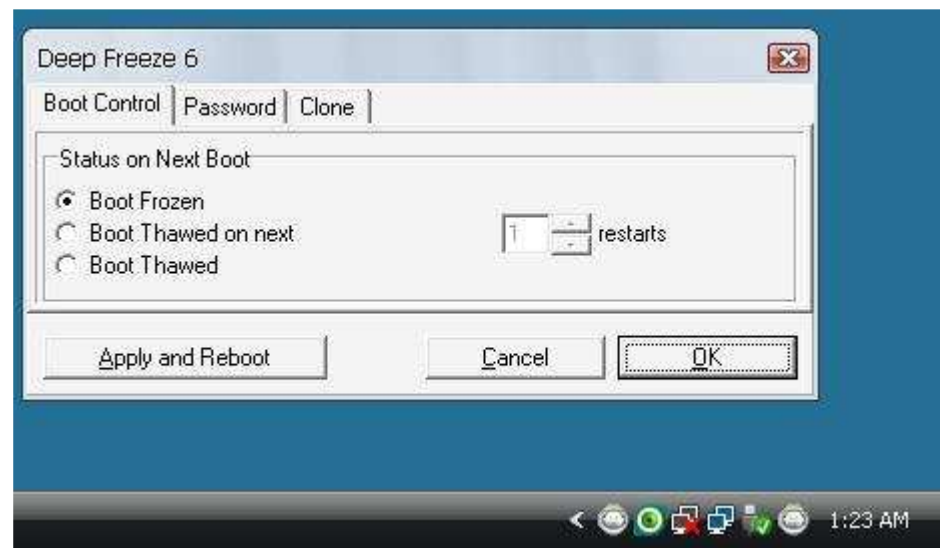 Deep Freeze 6
Boot Control Password Clone
Status on Next Boot
Boot Frozen
Boot Thawed on next 1 restarts
Boot Thawed
Apply and Reboot Cancel OK
1:23 AM